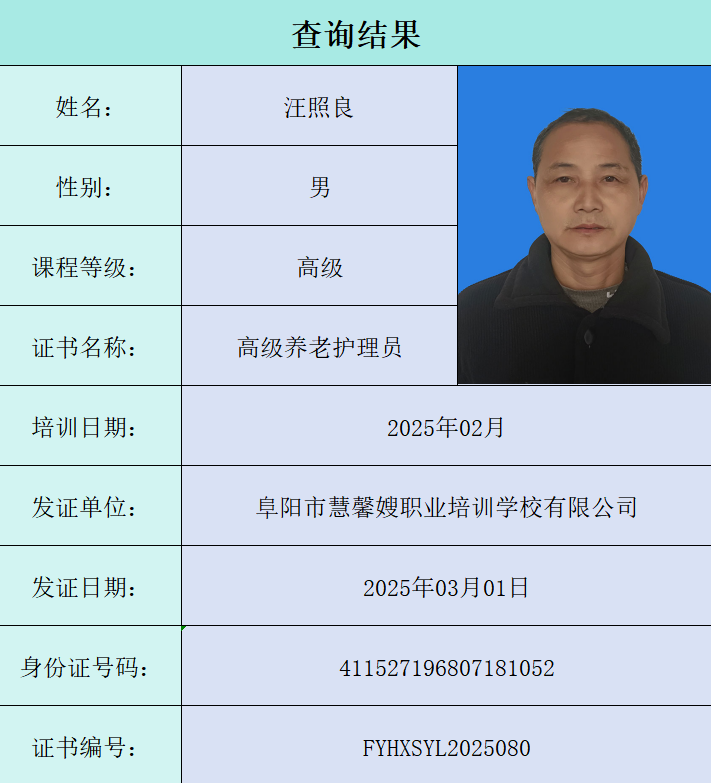 查询结果
姓名： 汪照良
性别： 男
课程等级： 高级
证书名称： 高级养老护理员
培训日期： 2025年02月
发证单位： 阜阳市慧馨嫂职业培训学校有限公司
发证日期： 2025年03月01日
身份证号码： 411527196807181052
证书编号： FYHXSYL2025080